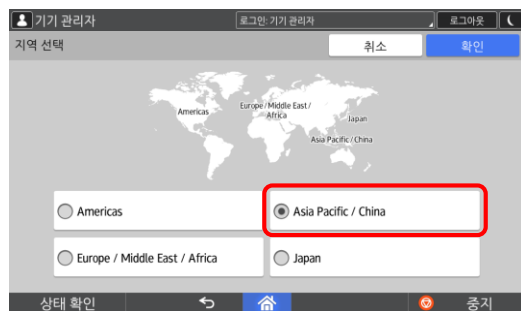 기기 관리자 로그인: 기기 관리자 로그아웃
지역 선택 취소 확인
Americas
Europe / Middle East /
Africa
Japan
Asia Pacific / China
Americas Asia Pacific / China
Europe / Middle East / Africa Japan
상태 확인 중지